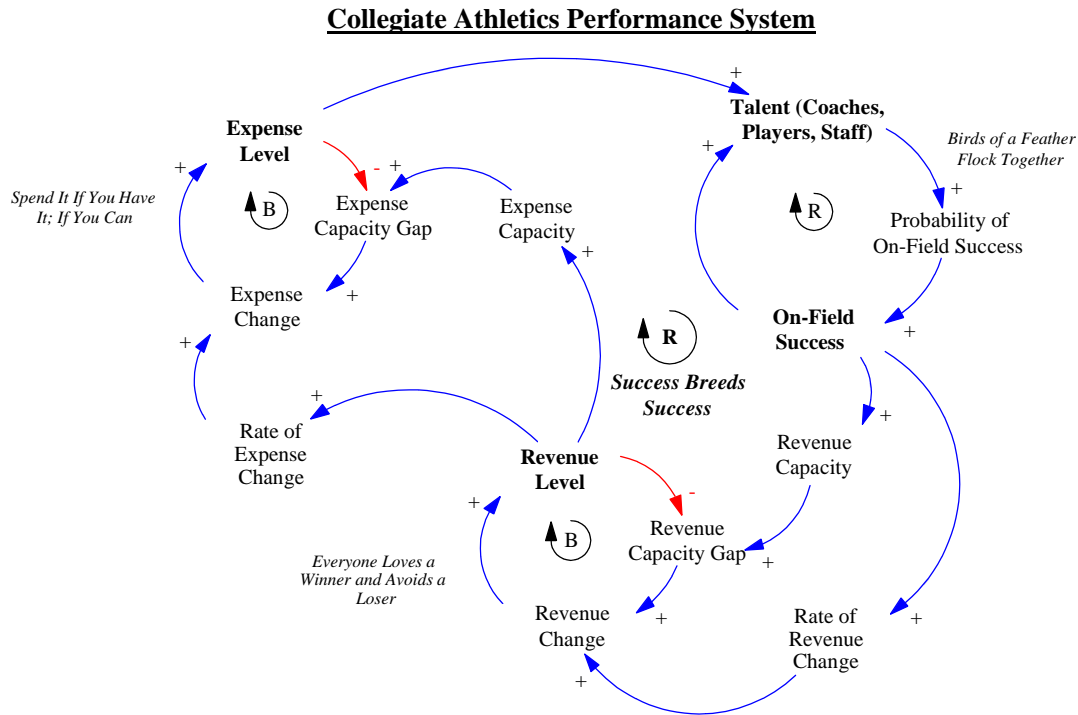 Collegiate Athletics Performance System
+
Talent (Coaches,
Players, Staff)
Expense
Level
Birds of a Feather
Flock Together
+
+
-
+
Spend It If You Have
It; If You Can
B
Expense
Capacity Gap
Expense
Capacity
R
+
Probability of
On-Field Success
+
Expense
Change
+
On-Field
Success
+
+
R
Success Breeds
Success
+
Rate of
Expense
Change
+
Revenue
Capacity
Revenue
Level
-
+
B
Revenue
Capacity Gap
+
Everyone Loves a
Winner and Avoids a
Loser
Revenue
Change
+
Rate of
Revenue
Change
+
+